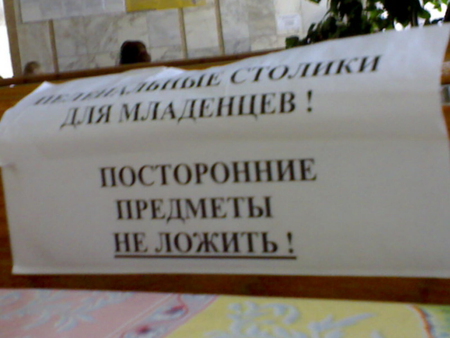 ПЕЛЕНАЛЬНЫЕ СТОЛИКИ
ДЛЯ МЛАДЕНЦЕВ !
ПОСТОРОННИЕ
ПРЕДМЕТЫ
НЕ ЛОЖИТЬ !